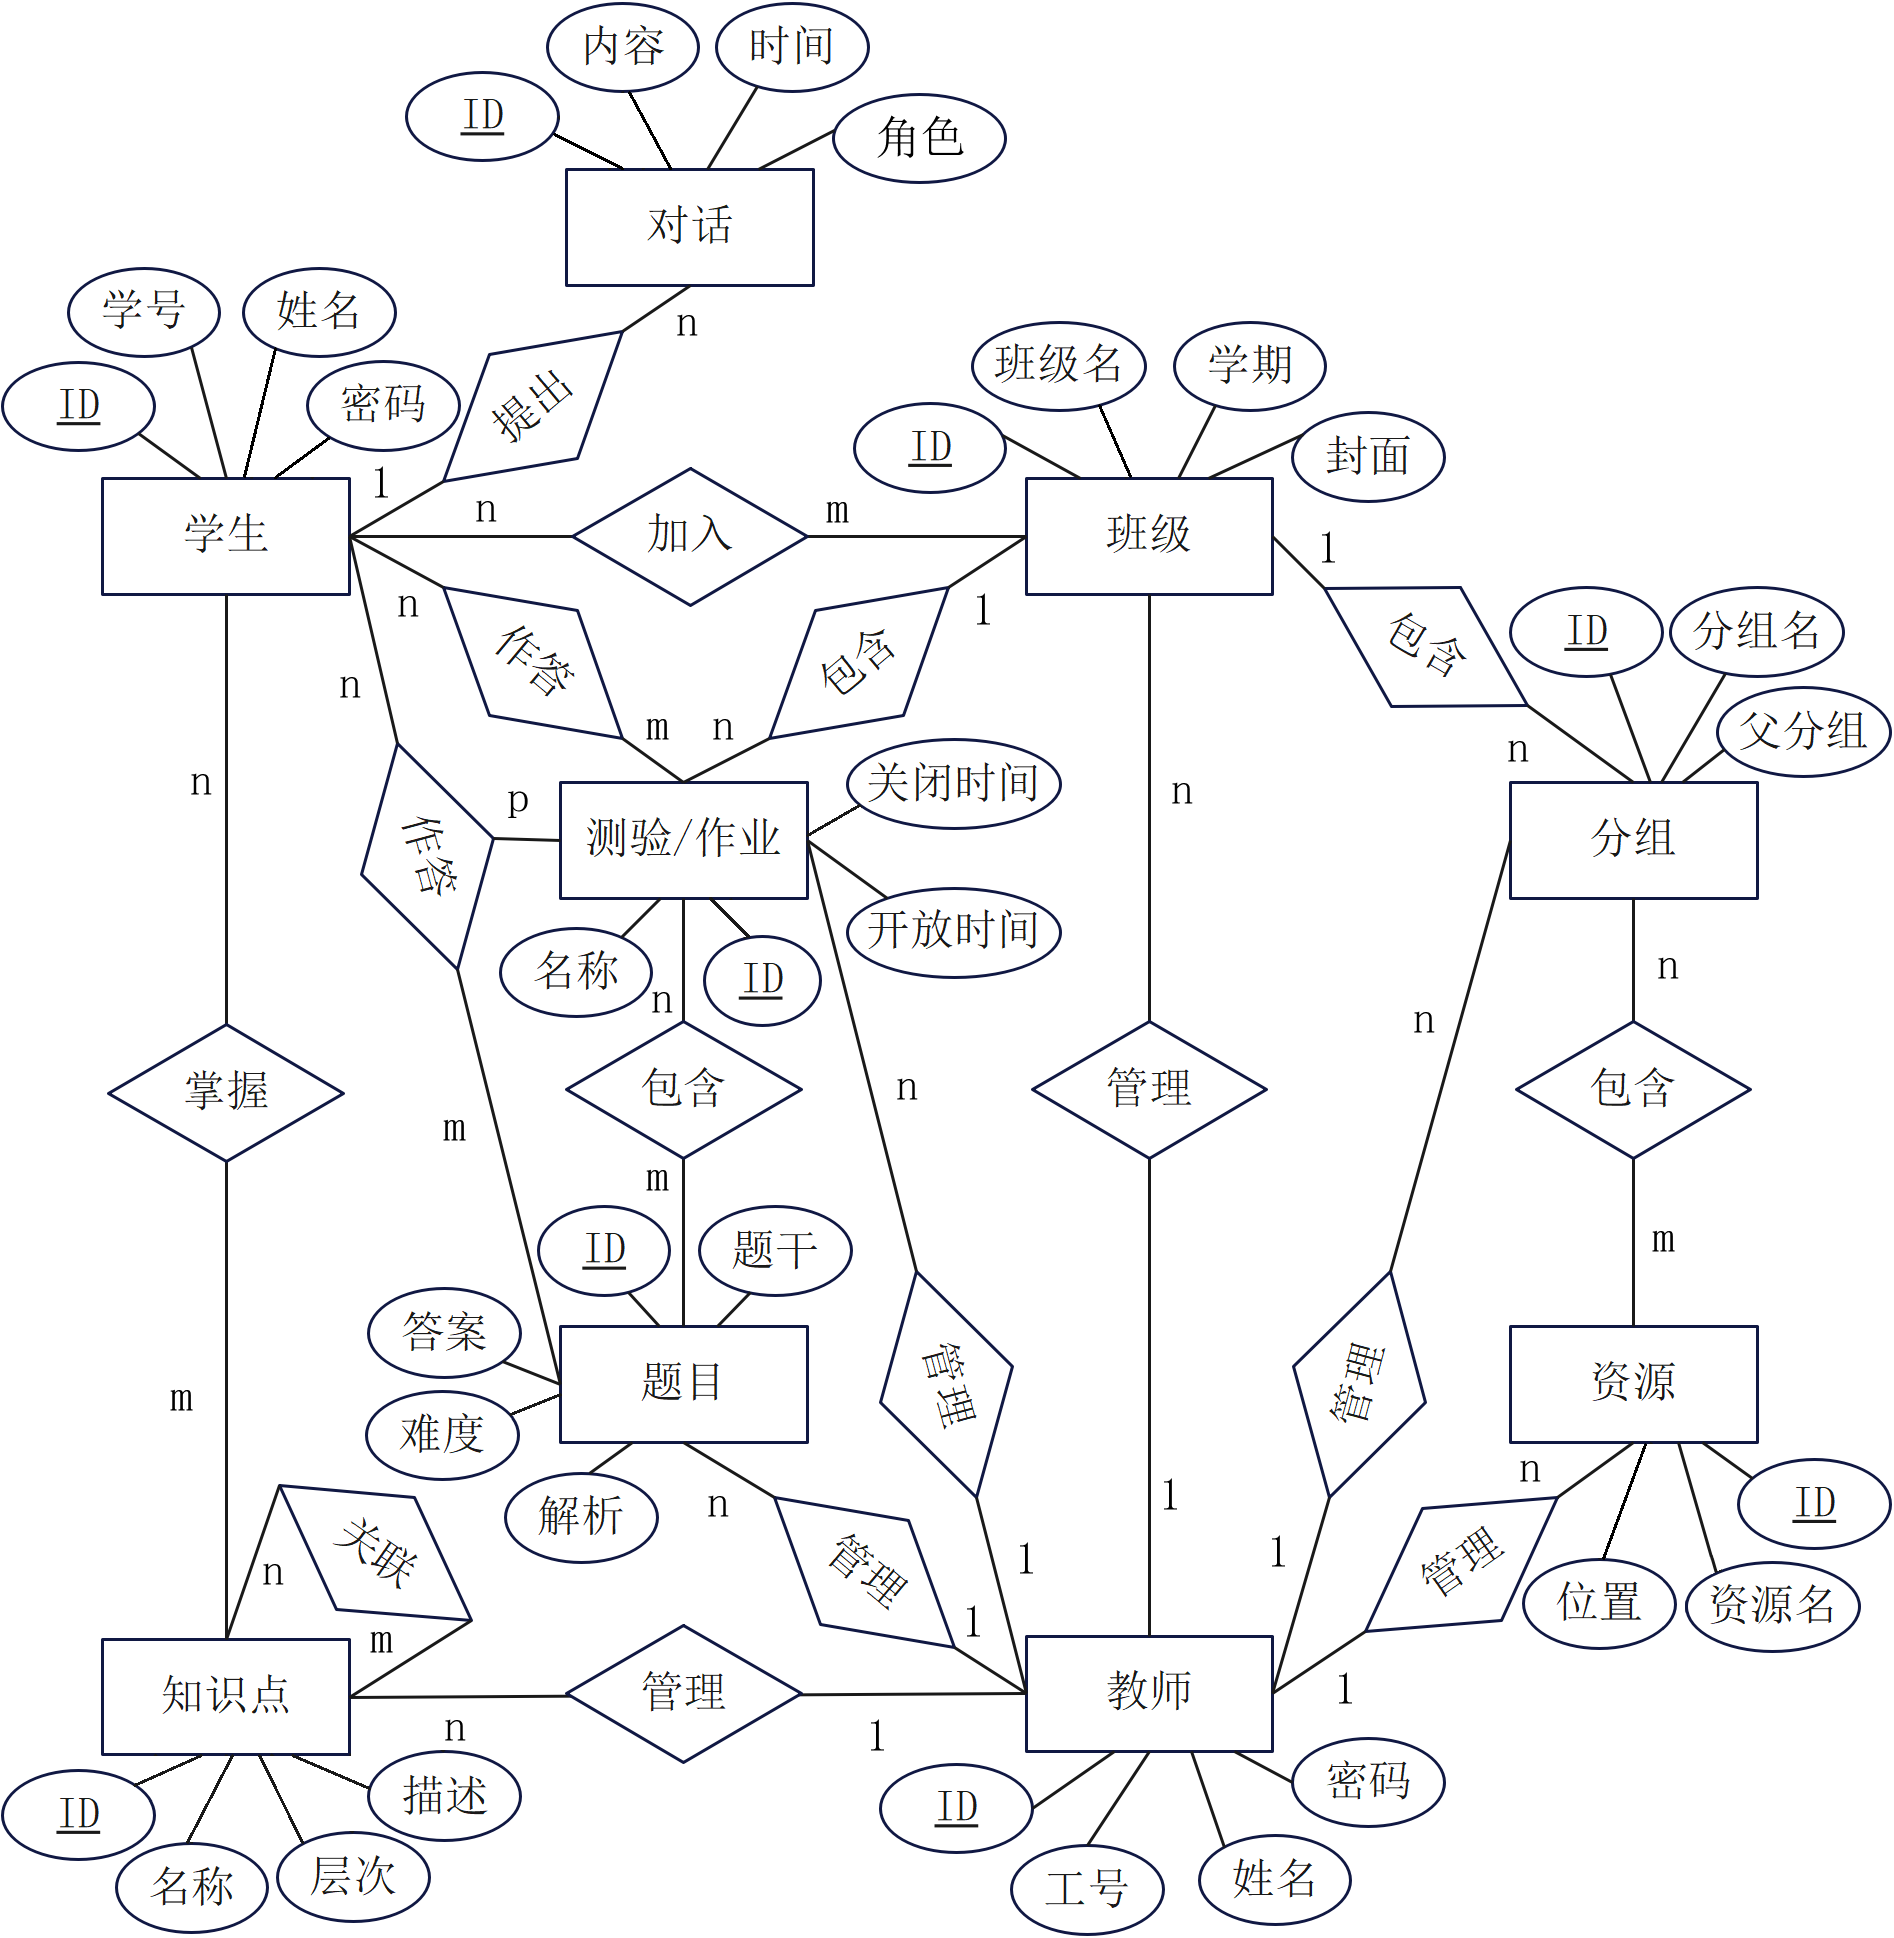 内容
时间
ID
角色
对话
n
学号
姓名
ID
密码
提出
1
班级名
学期
ID
封面
学生
n
加入
m
班级
1
n
作答
包含
1
包含
ID
分组名
父分组
n
m
n
n
n
关闭时间
p
测验/作业
n
分组
作答
开放时间
名称
ID
n
n
n
掌握
包含
n
管理
包含
m
m
ID
题干
m
答案
题目
管理
管理
资源
m
难度
解析
n
n
ID
关联
n
管理
1
1
管理
位置
资源名
m
1
知识点
管理
教师
1
n
1
ID
描述
ID
密码
名称
层次
工号
姓名